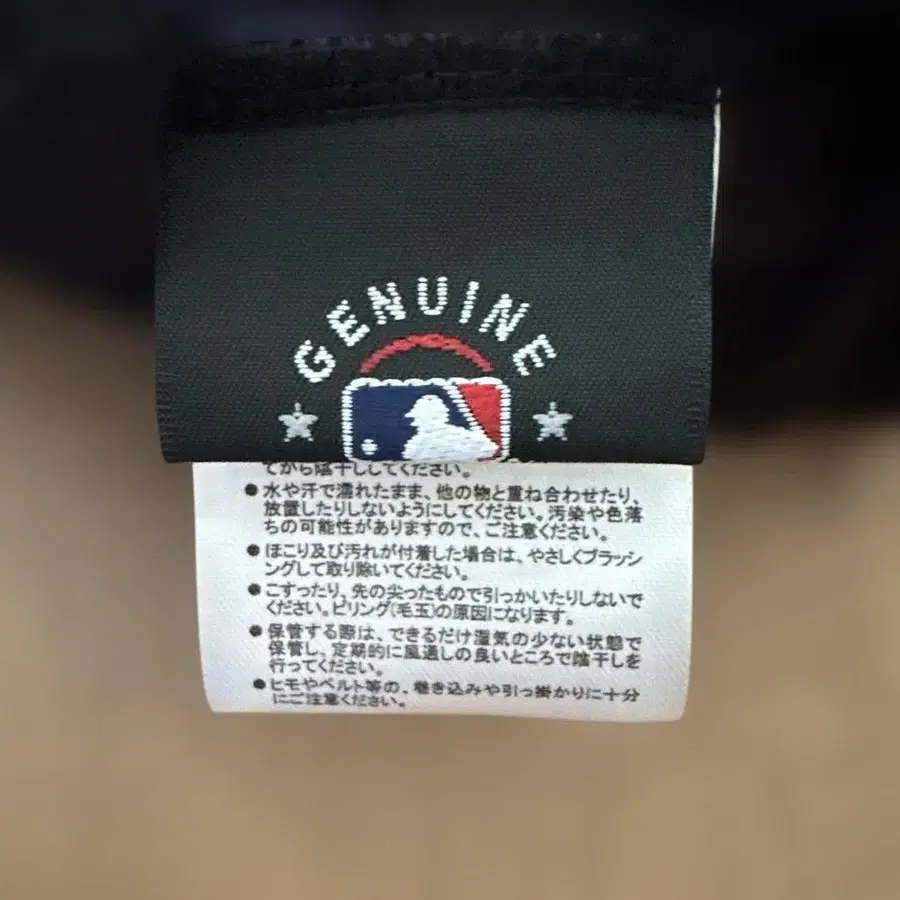 GENUINE
てから陰干ししてください。
●水や汗で濡れたまま、他の物と重ね合わせたり、
放置したりしないようにしてください。汚染や色落
ちの可能性がありますので、ご注意ください。
●ほこり及び汚れが付着した場合は、やさしくブラッシ
ングして取り除いてください。
●こすったり、先の尖ったもので引っかいたりしないで
ください。ピリング(毛玉)の原因になります。
●保管する際は、できるだけ湿気の少ない状態で
保管し、定期的に風通しの良いところで陰干しを
行ってください。
●ヒモやベルト等の、巻き込みや引っ掛かりに十分
にご注意ください。